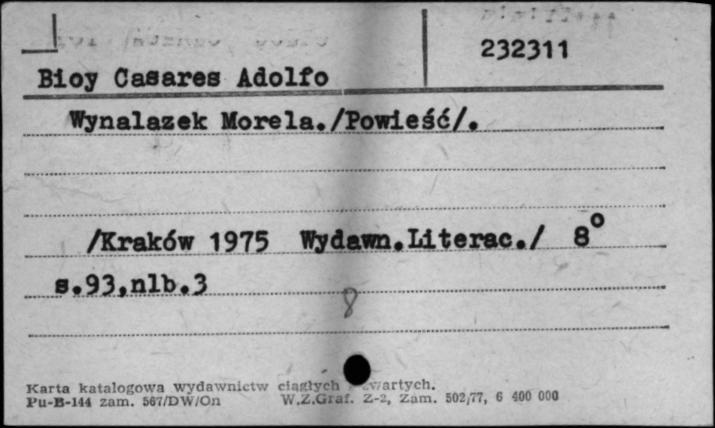 232311
Bioy Casares Adolfo
Wynalazek Morela./Powieść/.
/Kraków 1975 Wydawn.Literac./ 8°
s.93,nlb.3
8
Karta katalogowa wydawnictw ciągłych zwartych.
Pu-B-144 zam. 567/DW/On W.Z.Graf. Z-2, Zam. 502/77, 6 400 000